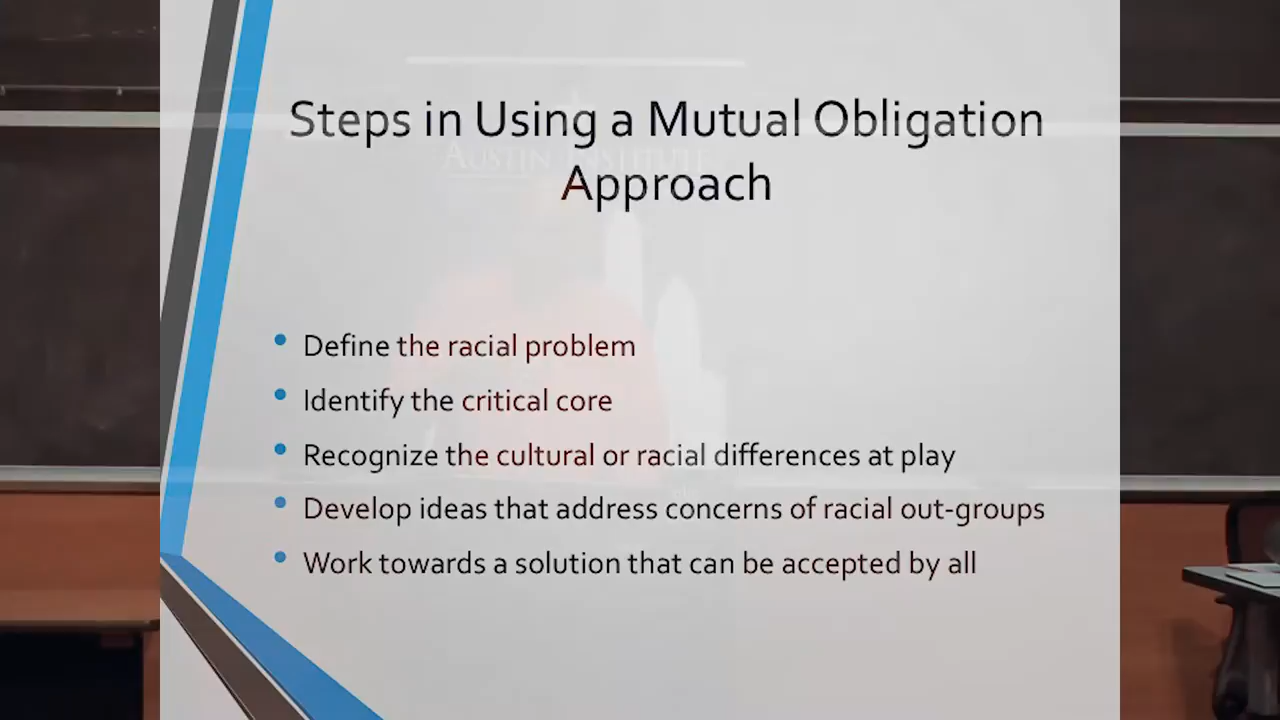 Steps in Using a Mutual Obligation
Approach
AUSTIN INSTITUTE
• Define the racial problem
• Identify the critical core
• Recognize the cultural or racial differences at play
• Develop ideas that address concerns of racial out-groups
• Work towards a solution that can be accepted by all